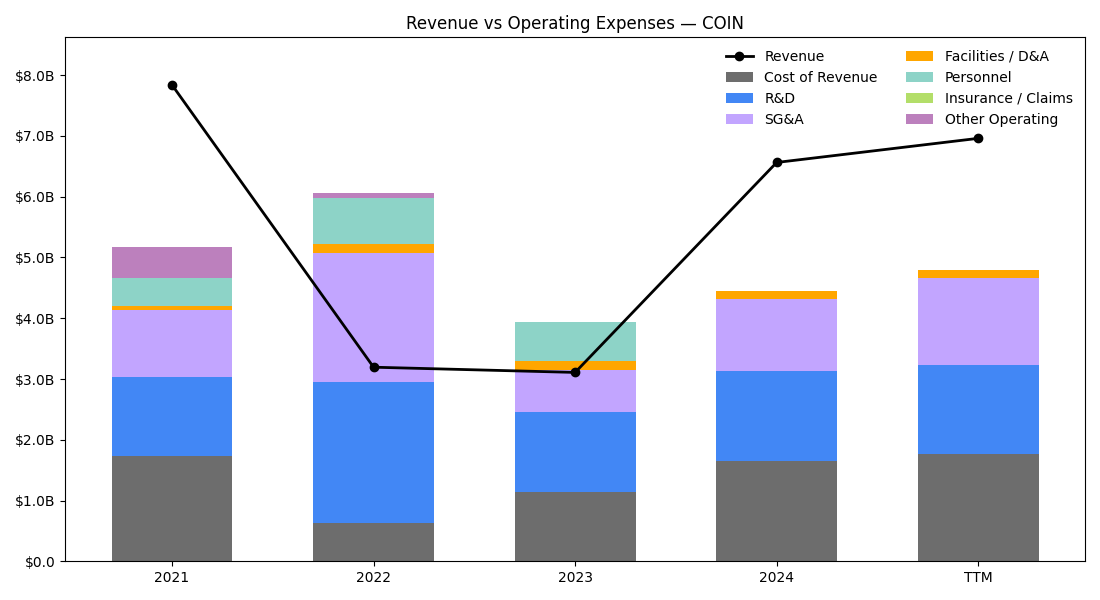 Revenue vs Operating Expenses — COIN
$8.0B
$7.0B
$6.0B
$5.0B
$4.0B
$3.0B
$2.0B
$1.0B
$0.0
Revenue
Cost of Revenue
R&D
SG&A
Facilities / D&A
Personnel
Insurance / Claims
Other Operating
2021
2022
2023
2024
TTM